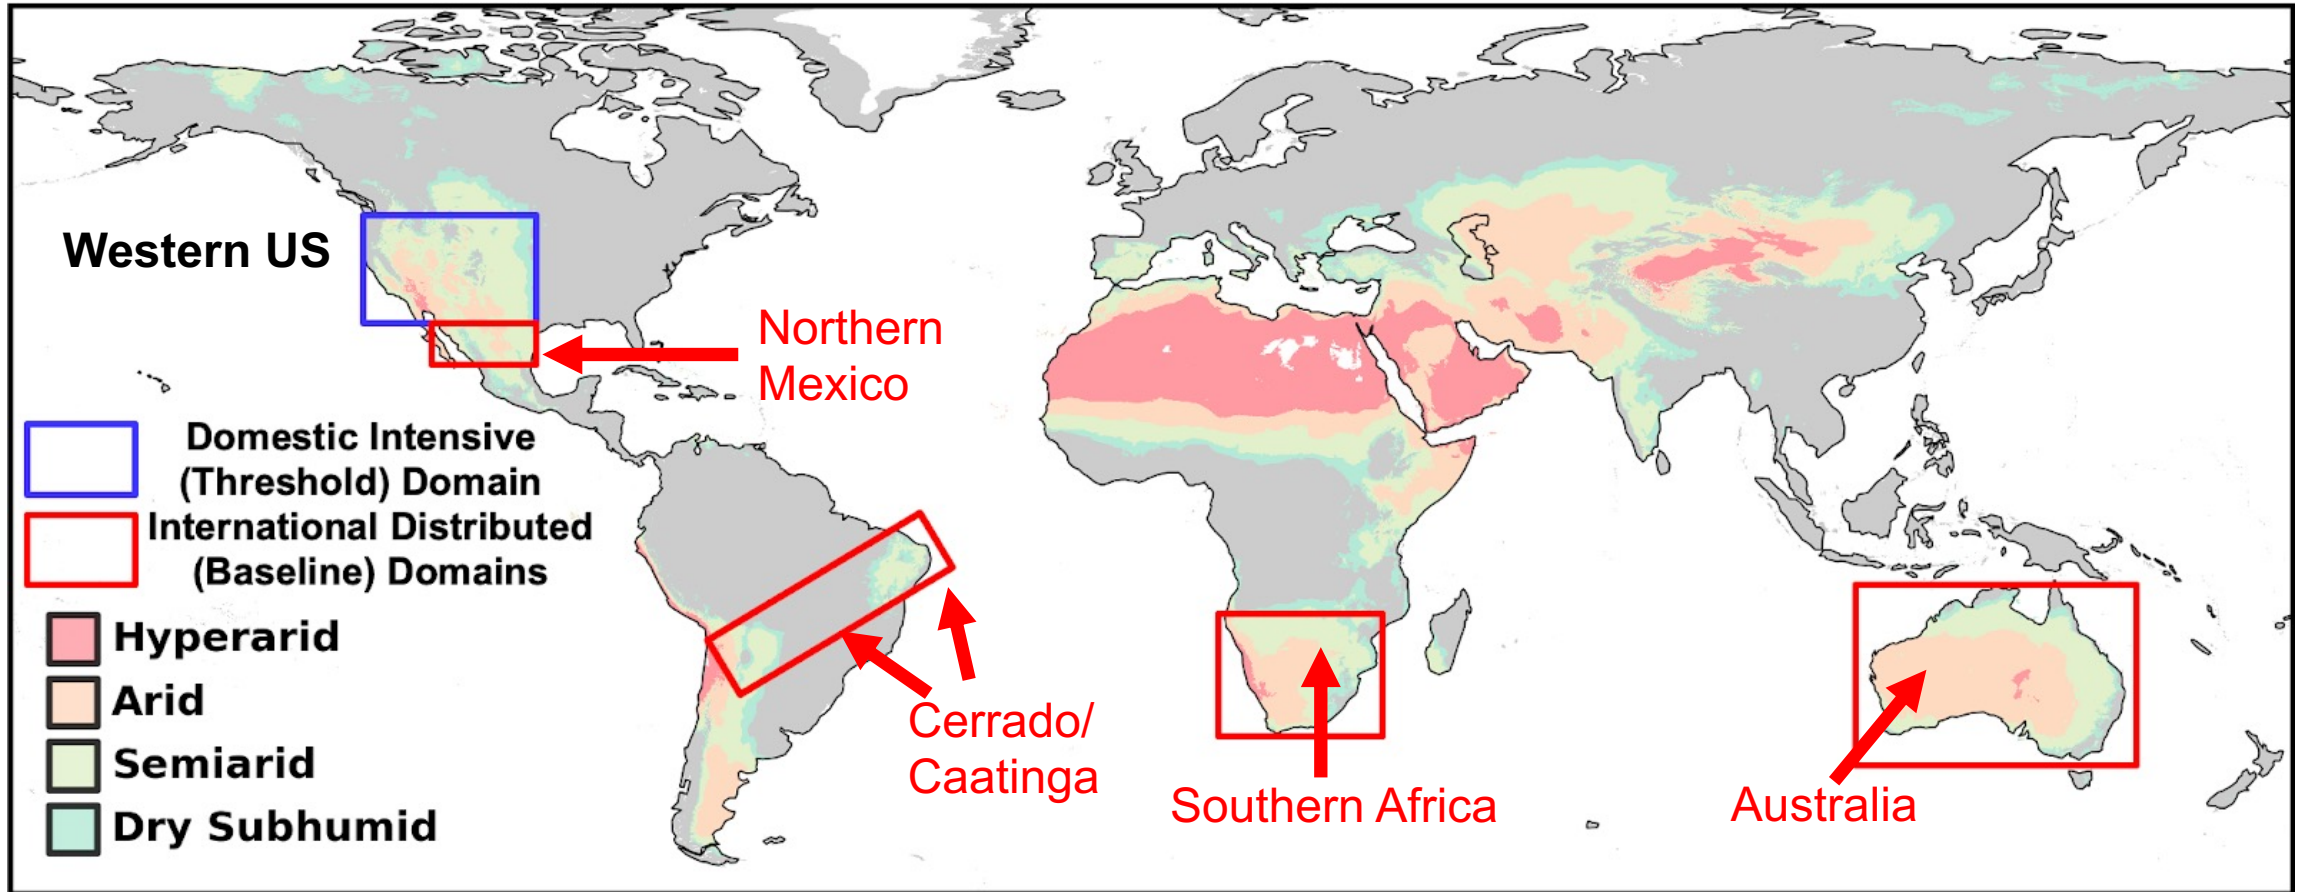 Western US
Northern
Mexico
Domestic Intensive
(Threshold) Domain
International Distributed
(Baseline) Domains
Hyperarid
Arid
Semiarid
Dry Subhumid
Cerrado/
Caatinga
Southern Africa
Australia